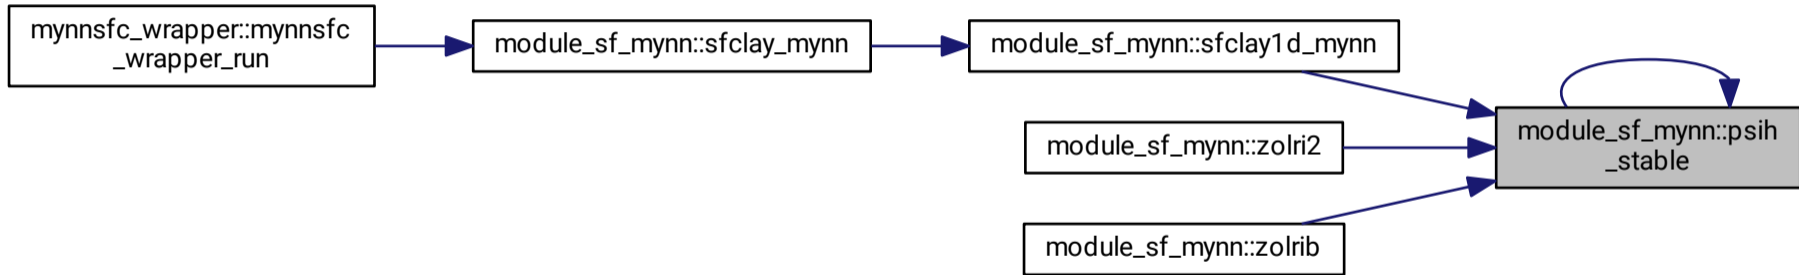 mynnsfc_wrapper::mynnsfc
_wrapper_run
module_sf_mynn::sfclay_mynn
module_sf_mynn::sfclay1d_mynn
module_sf_mynn::zolri2
module_sf_mynn::zolrib
module_sf_mynn::psih
_stable